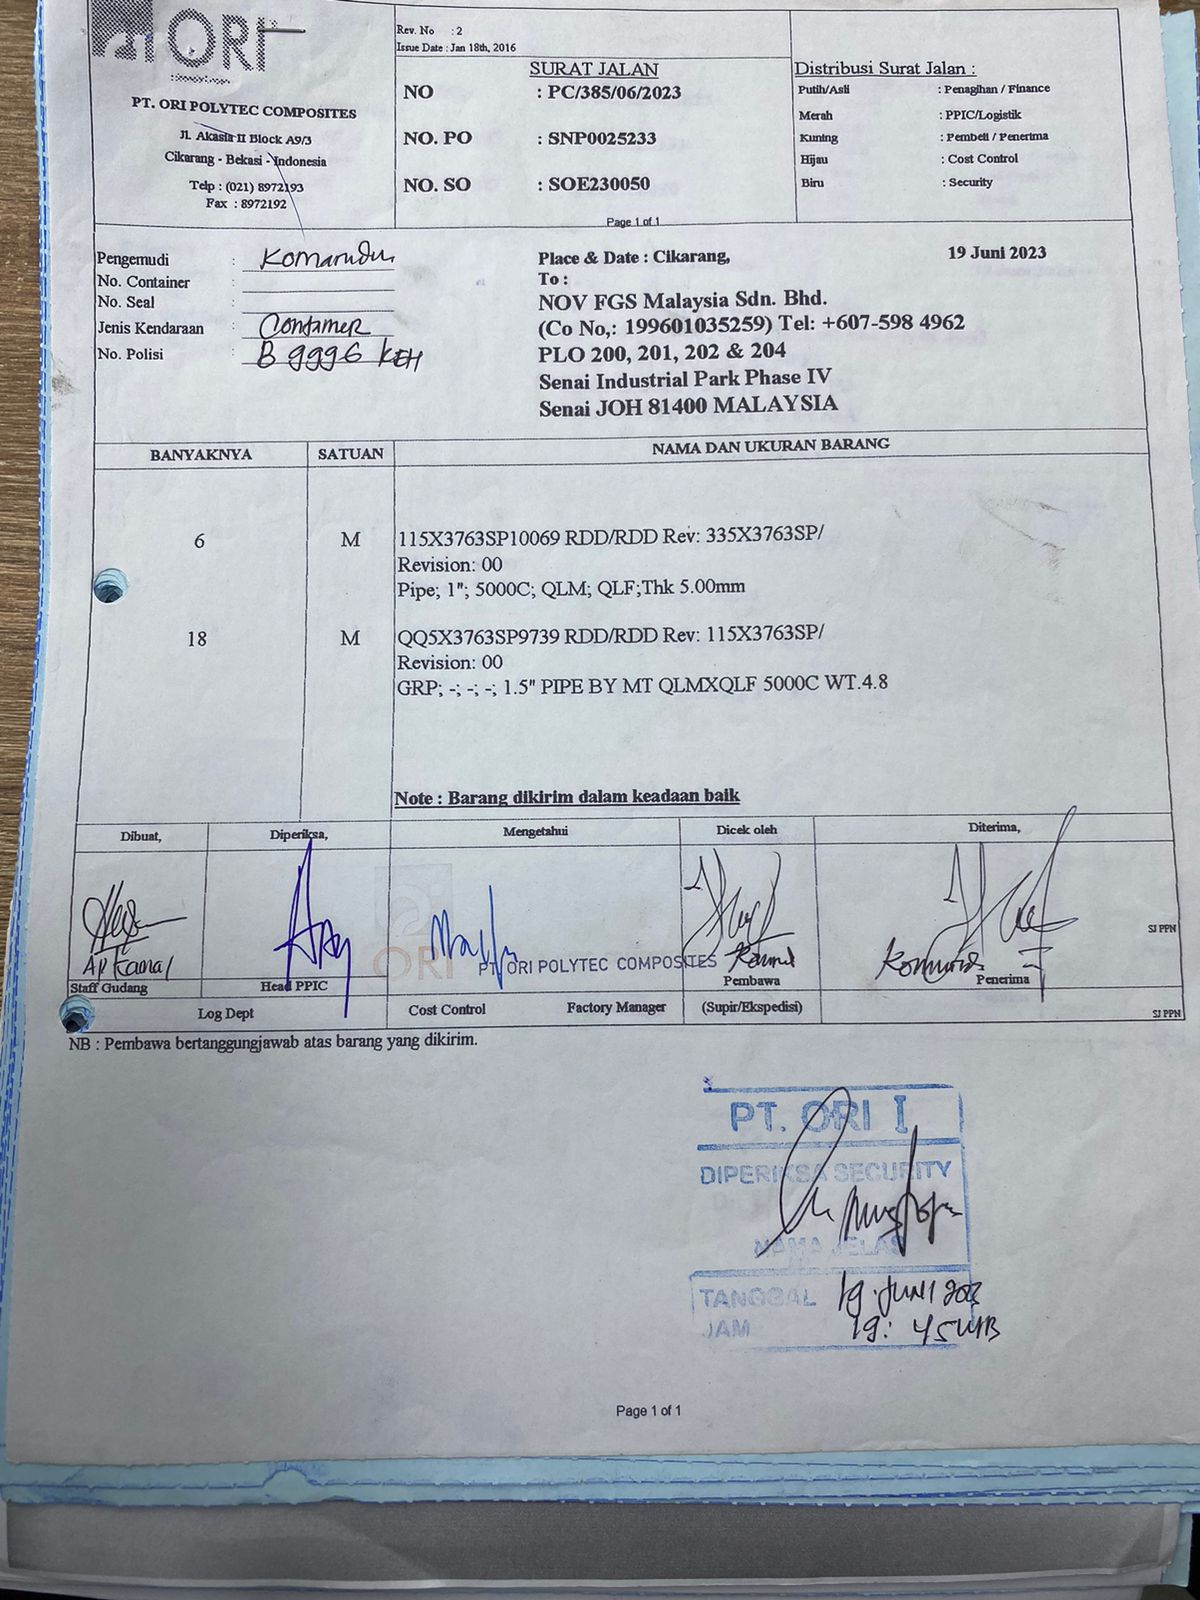 ORI
PT. ORI POLYTEC COMPOSITES
Jl. Akasia II Block A9/3
Cikarang - Bekasi - Indonesia
Telp : (021) 8972193
Fax : 8972192
Rev. No : 2
Issue Date : Jan 18th, 2016
SURAT JALAN
NO : PC/385/06/2023
NO. PO : SNP0025233
NO. SO : SOE230050
Page 1 of 1
Distribusi Surat Jalan :
Putih/Asli : Penagihan / Finance
Merah : PPIC/Logistik
Kuning : Pembeli / Penerima
Hijau : Cost Control
Biru : Security
Pengemudi : Komarudin
No. Container :
No. Seal :
Jenis Kendaraan : Container
No. Polisi : B 9996 KEH
Place & Date : Cikarang, 19 Juni 2023
To :
NOV FGS Malaysia Sdn. Bhd.
(Co No,: 199601035259) Tel: +607-598 4962
PLO 200, 201, 202 & 204
Senai Industrial Park Phase IV
Senai JOH 81400 MALAYSIA
BANYAKNYA SATUAN NAMA DAN UKURAN BARANG
6 M 115X3763SP10069 RDD/RDD Rev: 335X3763SP/
Revision: 00
Pipe; 1"; 5000C; QLM; QLF;Thk 5.00mm
18 M QQ5X3763SP9739 RDD/RDD Rev: 115X3763SP/
Revision: 00
GRP; -; -; -; 1.5" PIPE BY MT QLMXQLF 5000C WT.4.8
Note : Barang dikirim dalam keadaan baik
Dibuat, Diperiksa, Mengetahui Dicek oleh Diterima,
SJ PPN
ORI PT ORI POLYTEC COMPOSITES
Staff Gudang Head PPIC Pembawa Penerima
Log Dept Cost Control Factory Manager (Supir/Ekspedisi)
SJ PPN
NB : Pembawa bertanggungjawab atas barang yang dikirim.
PT. ORI I
DIPERIKSA SECURITY
NAMA JELAS
TANGGAL 19 JUNI 2023
JAM 19: 45 WIB
Page 1 of 1